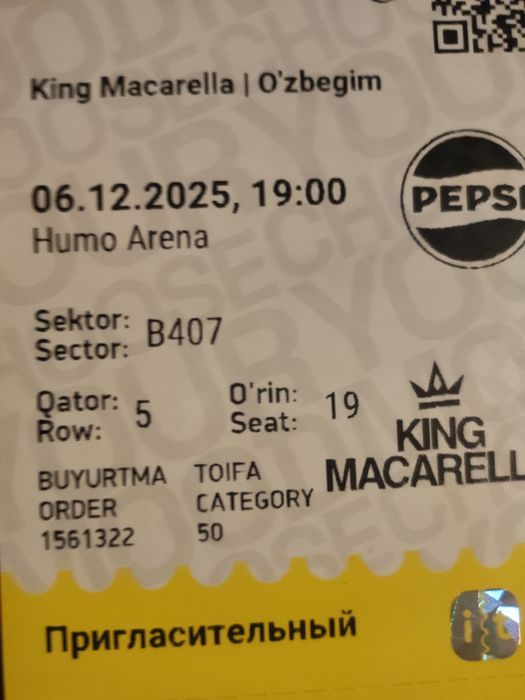 King Macarella | O'zbegim
06.12.2025, 19:00
Humo Arena
PEPSI
Sektor:
Sector: B407
Qator:
Row: 5
O'rin:
Seat: 19
KING
MACARELL
BUYURTMA
ORDER
1561322
TOIFA
CATEGORY
50
Пригласительный